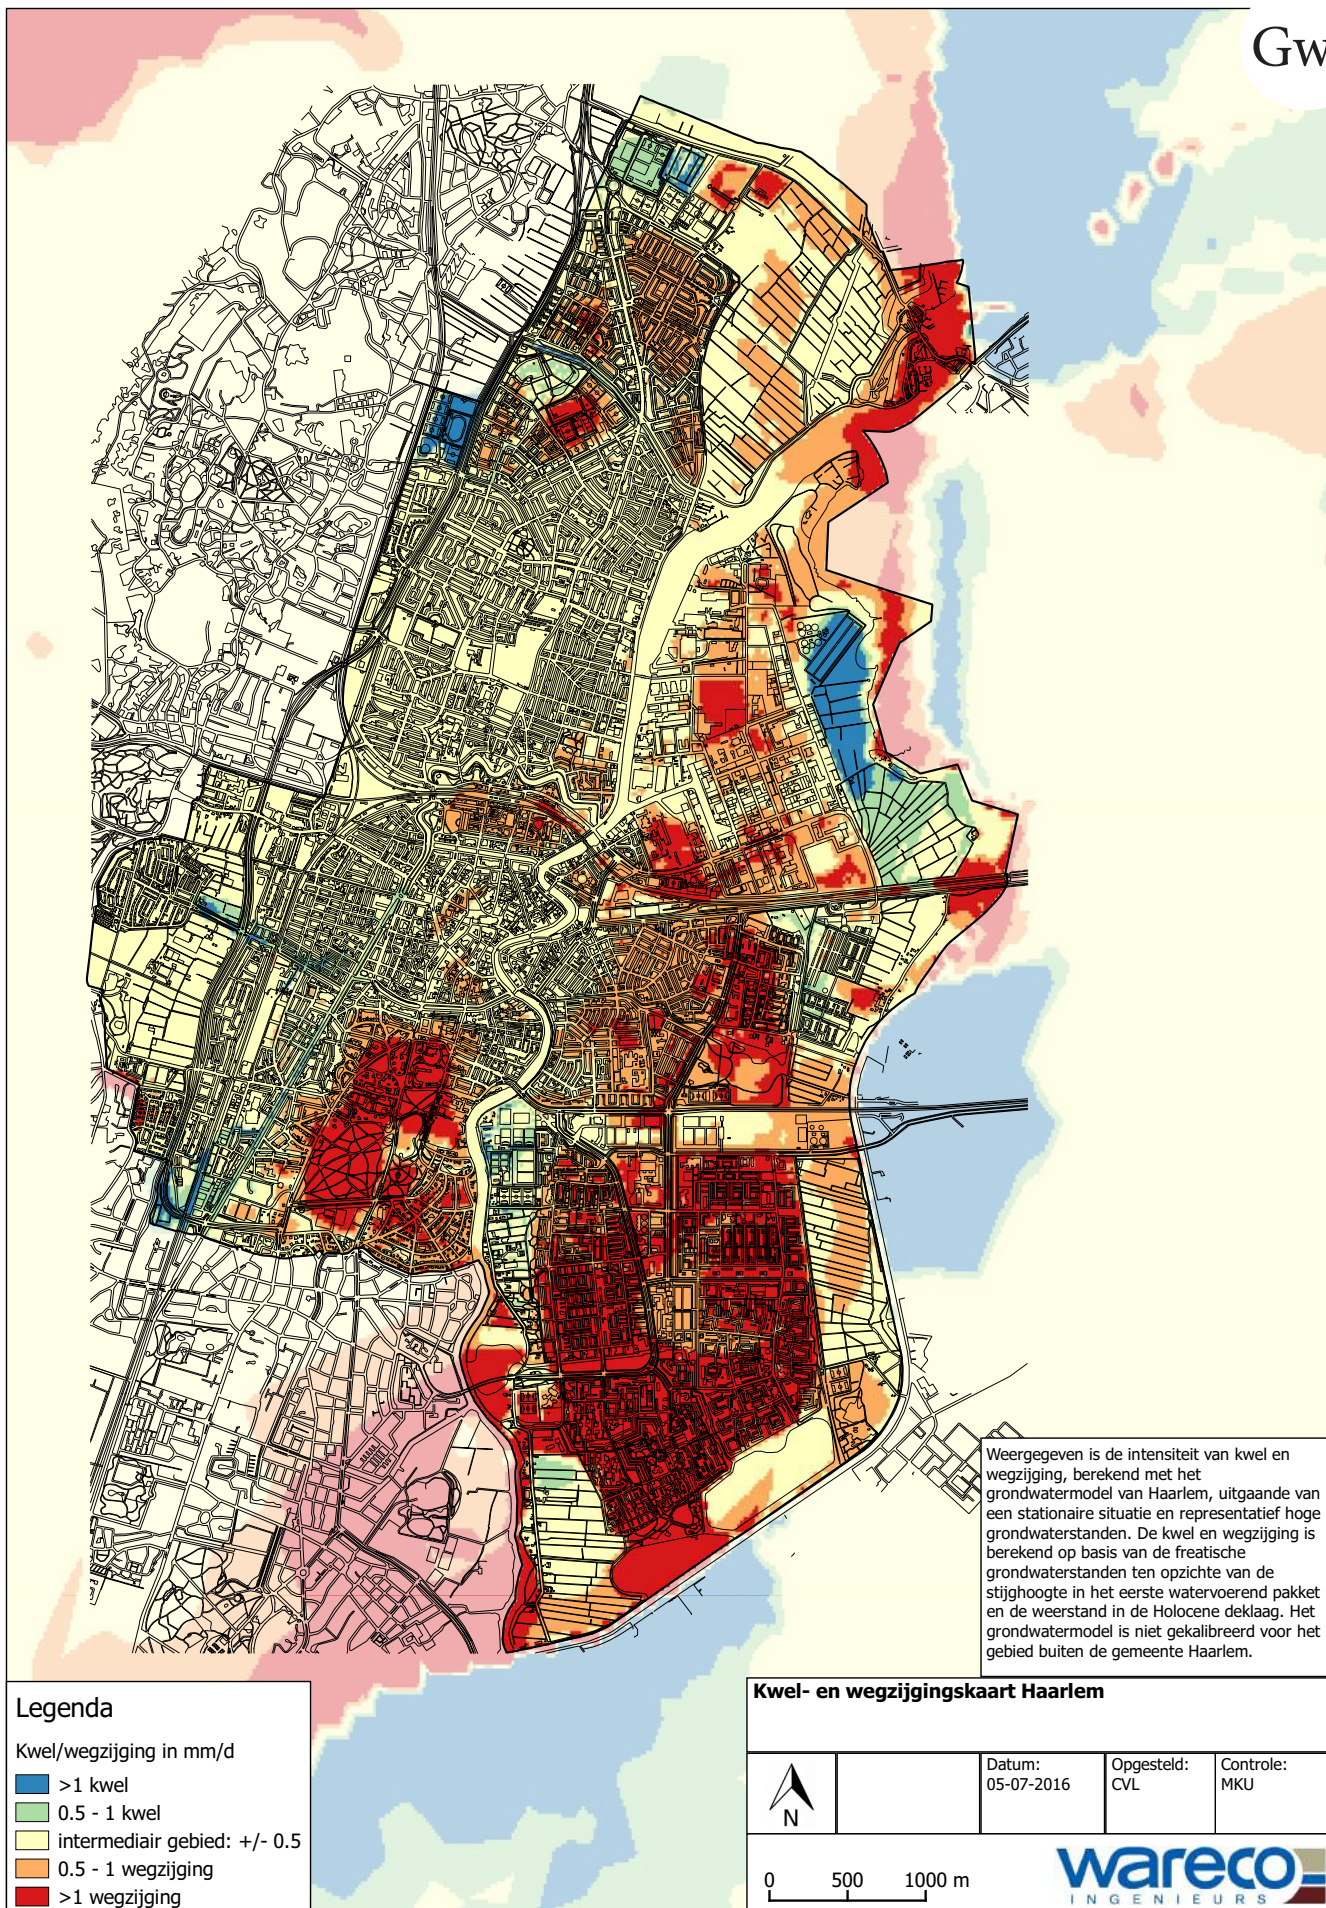 Gw
Weergegeven is de intensiteit van kwel en
wegzijging, berekend met het
grondwatermodel van Haarlem, uitgaande van
een stationaire situatie en representatief hoge
grondwaterstanden. De kwel en wegzijging is
berekend op basis van de freatische
grondwaterstanden ten opzichte van de
stijghoogte in het eerste watervoerend pakket
en de weerstand in de Holocene deklaag. Het
grondwatermodel is niet gekalibreerd voor het
gebied buiten de gemeente Haarlem.
Kwel- en wegzijgingskaart Haarlem
Datum:
05-07-2016
Opgesteld:
CVL
Controle:
MKU
N
0 500 1000 m
wareco
INGENIEURS
Legenda
Kwel/wegzijging in mm/d
>1 kwel
0.5 - 1 kwel
intermediair gebied: +/- 0.5
0.5 - 1 wegzijging
>1 wegzijging